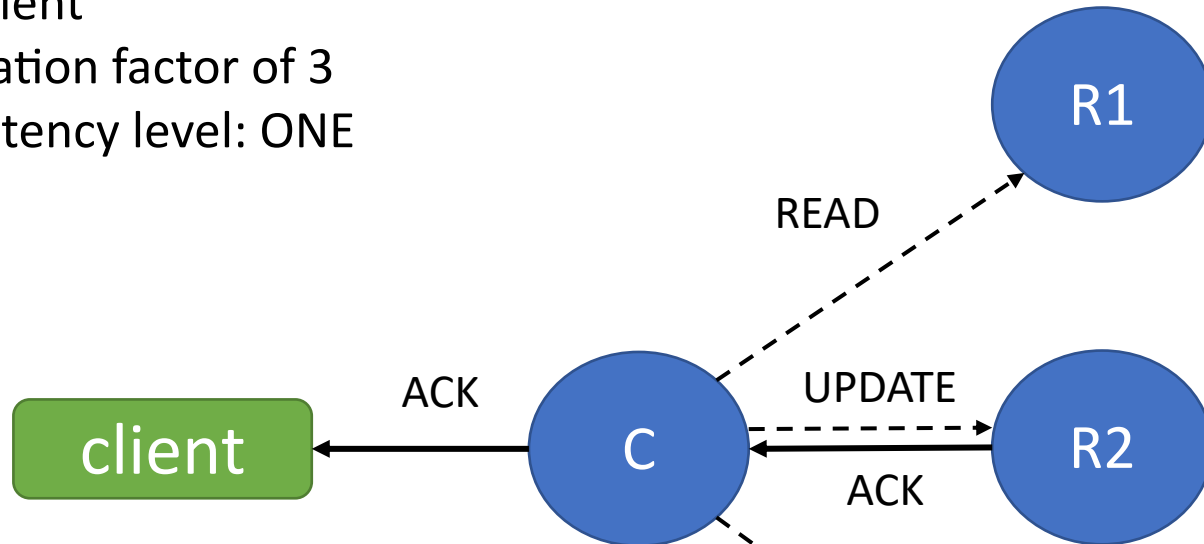 ation factor of 3
tency level: ONE
R1
READ
UPDATE
ACK
client
C
R2
ACK